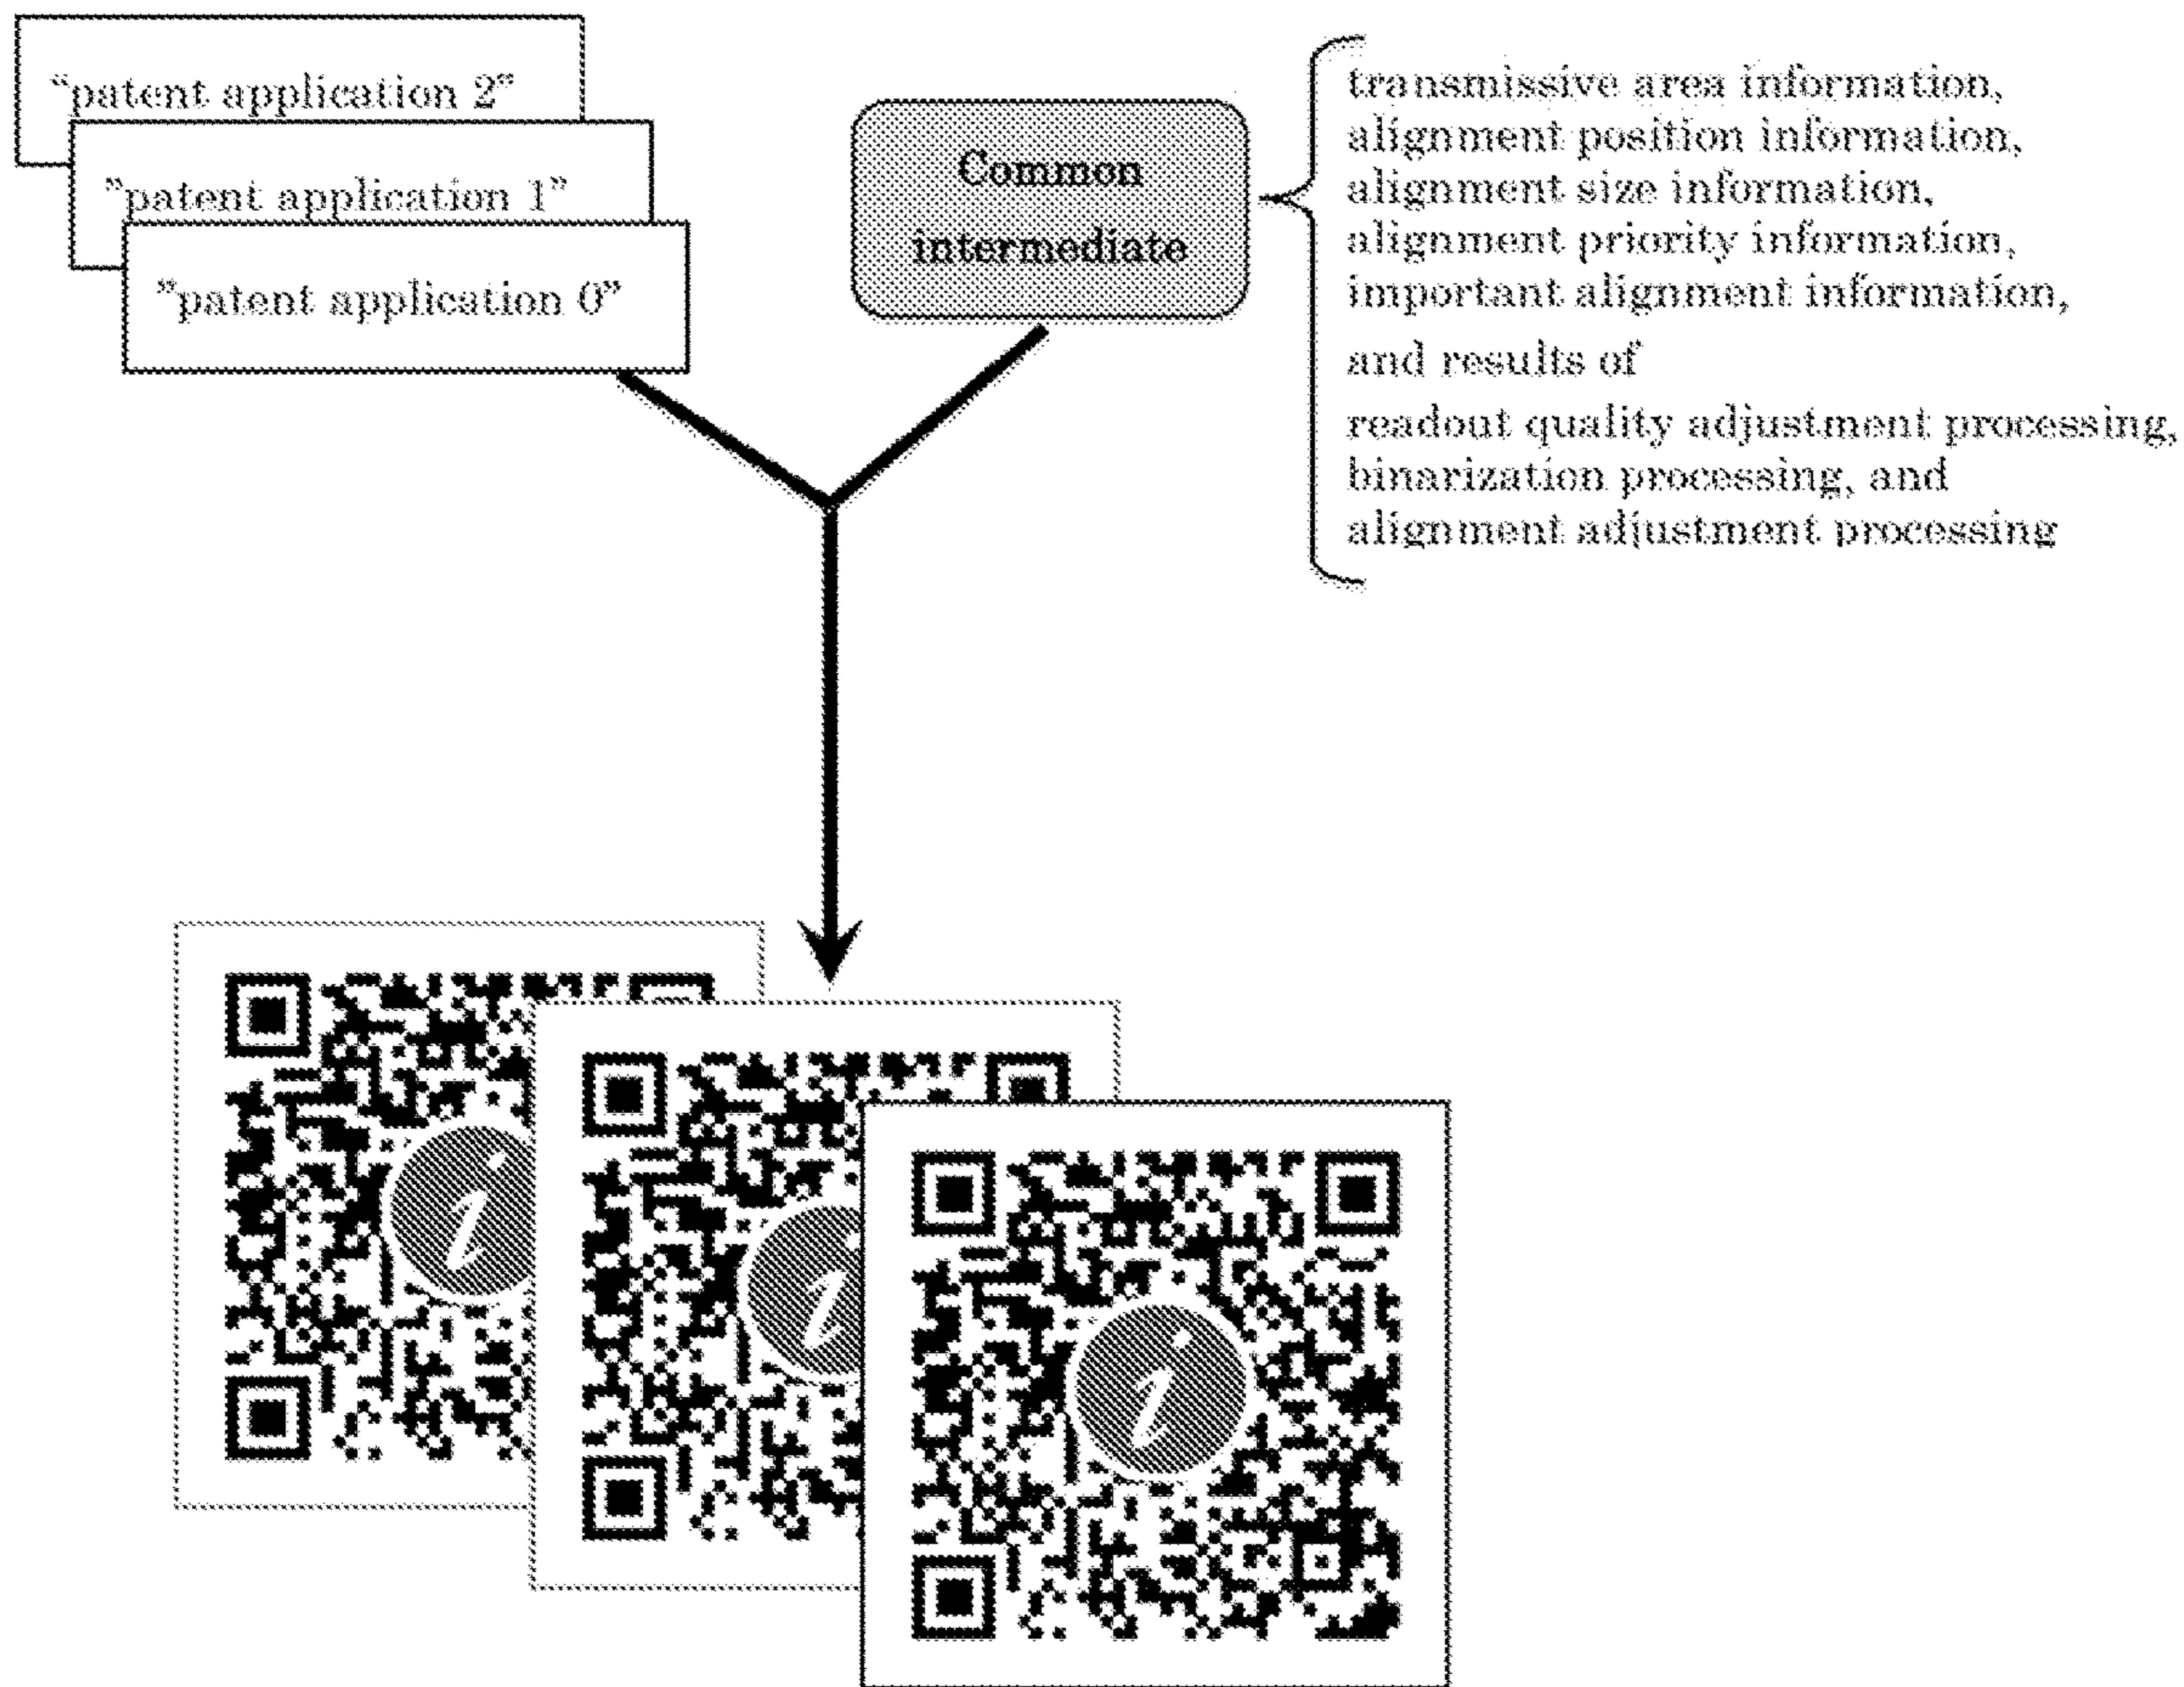 “patent application 2”
”patent application 1”
”patent application 0”
Common
intermediate
transmissive area information,
alignment position information,
alignment size information,
alignment priority information,
important alignment information,
and results of
readout quality adjustment processing,
binarization processing, and
alignment adjustment processing
i
i
i